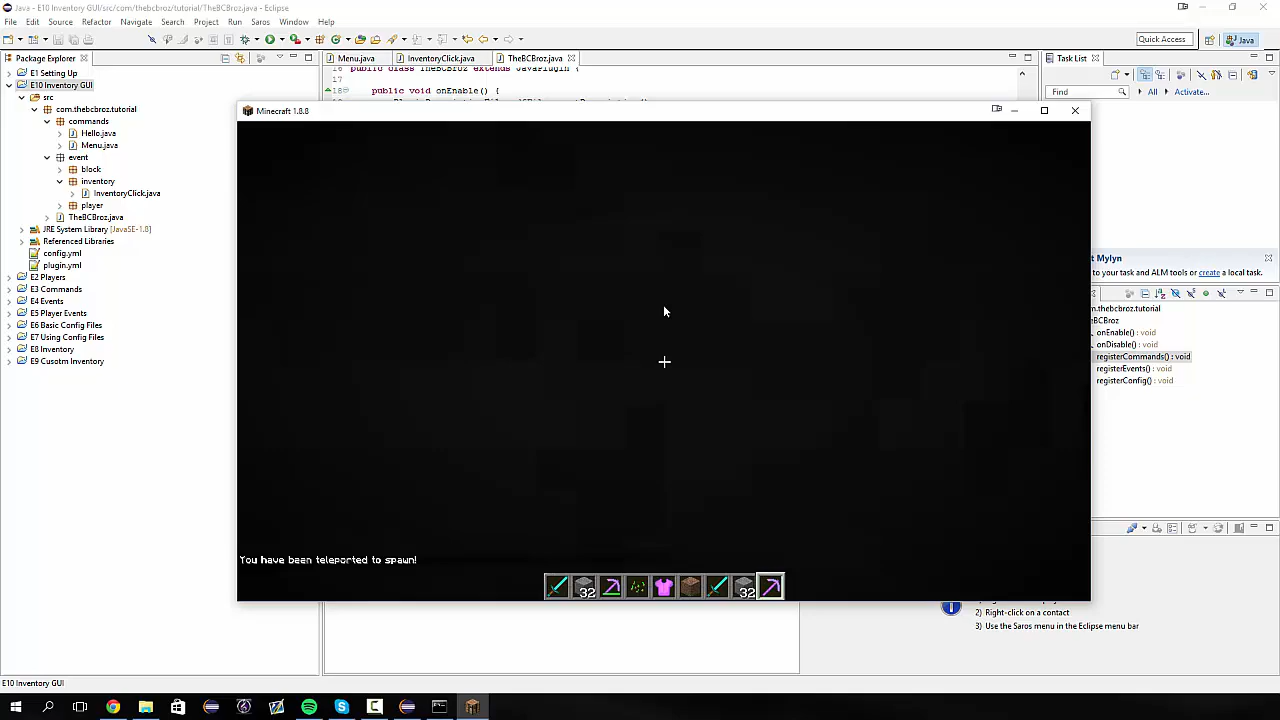 Java - E10 Inventory GUI/src/com/thebcbroz/tutorial/TheBCBroz.java - Eclipse
File Edit Source Refactor Navigate Search Project Run Saros Window Help
Quick Access
Java
Package Explorer
Menu.java
InventoryClick.java
TheBCBroz.java
Task List
E1 Setting Up
E10 Inventory GUI
src
com.thebcbroz.tutorial
commands
Hello.java
Menu.java
event
block
inventory
InventoryClick.java
player
TheBCBroz.java
JRE System Library [JavaSE-1.8]
Referenced Libraries
config.yml
plugin.yml
E2 Players
E3 Commands
E4 Events
E5 Player Events
E6 Basic Config Files
E7 Using Config Files
E8 Inventory
E9 Cusotm Inventory
17
18
public void onEnable() {
Find
All
Activate...
Minecraft 1.8.8
You have been teleported to spawn!
32
32
t Mylyn
to your task and ALM tools or create a local task.
m.thebcbroz.tutorial
eBCBroz
onEnable() : void
onDisable() : void
registerCommands() : void
registerEvents() : void
registerConfig() : void
2) Right-click on a contact
3) Use the Saros menu in the Eclipse menu bar
E10 Inventory GUI